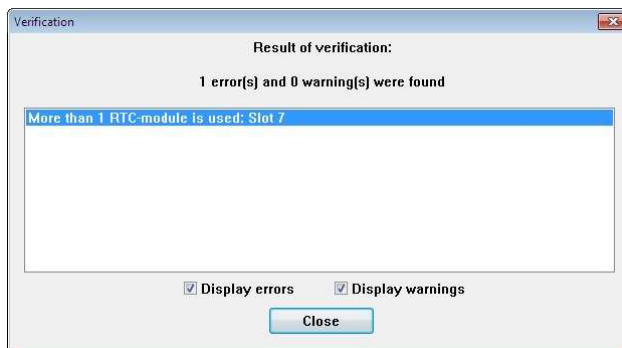 Verification
Result of verification:
1 error(s) and 0 warning(s) were found
More than 1 RTC-module is used: Slot 7
Display errors Display warnings
Close